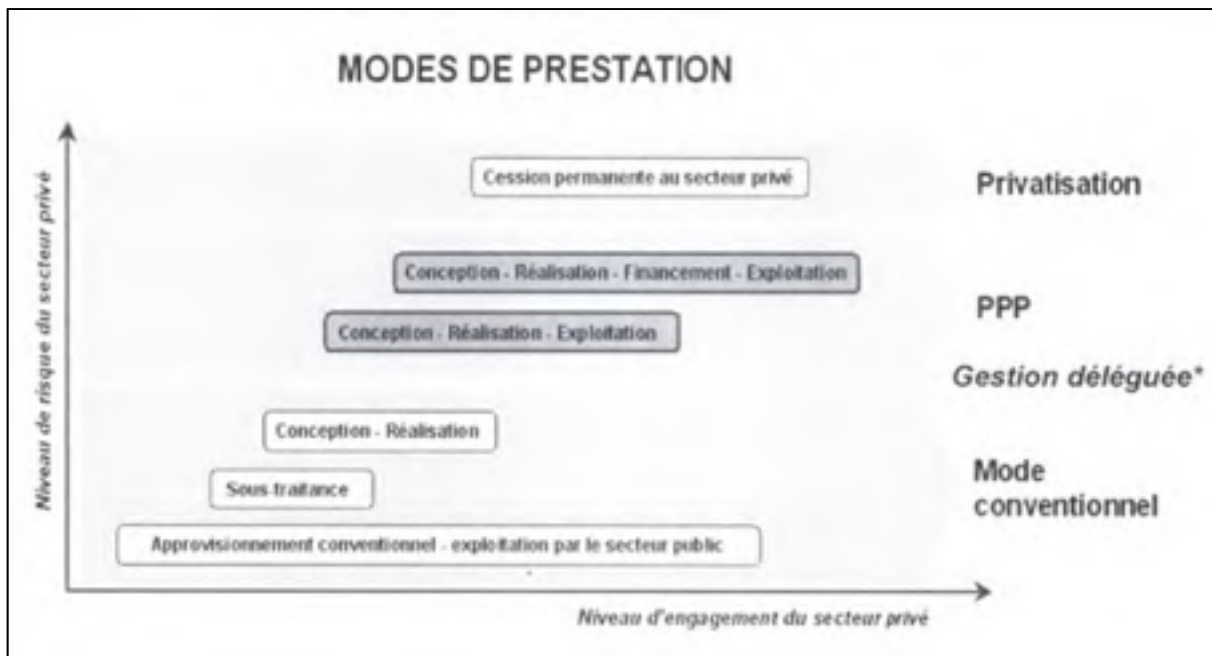 MODES DE PRESTATION
Niveau de risque du secteur privé
Cession permanente au secteur privé
Privatisation
Conception - Réalisation - Financement - Exploitation
PPP
Conception - Réalisation - Exploitation
Gestion déléguée*
Conception - Réalisation
Mode
conventionnel
Sous-traitance
Approvisionnement conventionnel - exploitation par le secteur public
Niveau d'engagement du secteur privé